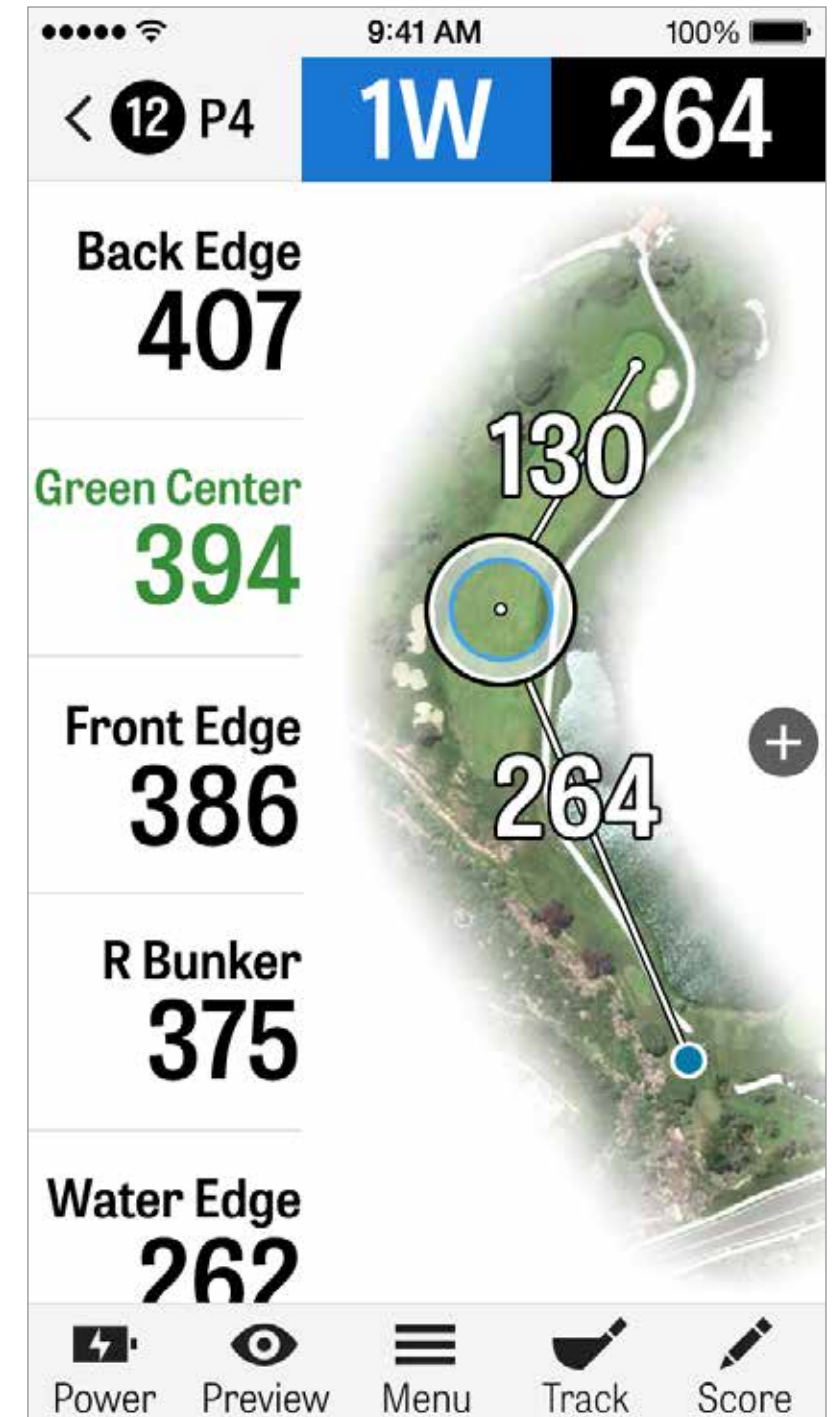 9:41 AM 100%
12 P4 1W 264
Back Edge
407
Green Center
394
Front Edge
386
R Bunker
375
Water Edge
262
130
264
Power Preview Menu Track Score